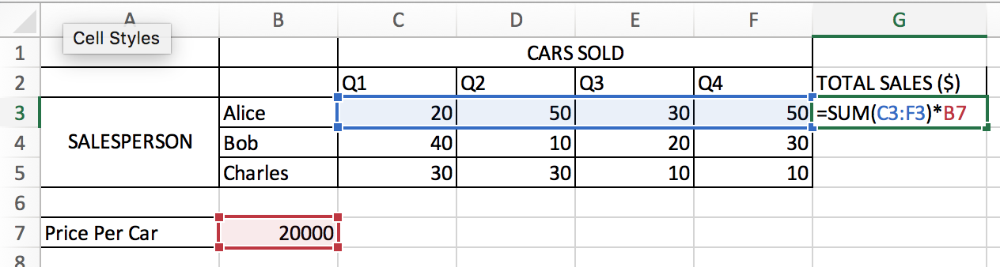 A B C D E F G
Cell Styles
1 CARS SOLD
2 Q1 Q2 Q3 Q4 TOTAL SALES ($)
3 Alice 20 50 30 50 =SUM(C3:F3)*B7
4 SALESPERSON Bob 40 10 20 30
5 Charles 30 30 10 10
6
7 Price Per Car 20000
8